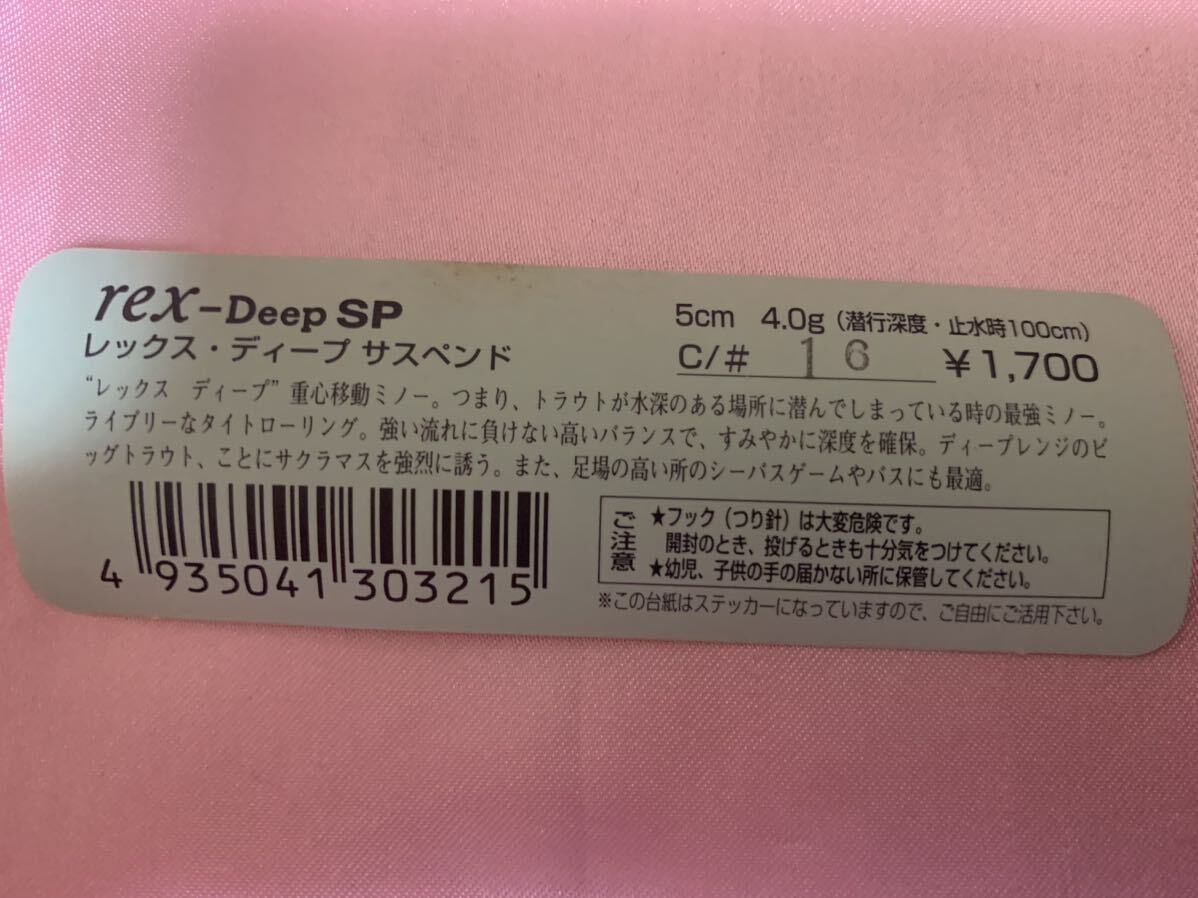 rex-Deep SP
レックス・ディープ サスペンド
5cm 4.0g（潜行深度・止水時100cm）
C/# 16 ¥1,700
“レックス ディープ” 重心移動ミノー。つまり、トラウトが水深のある場所に潜んでしまっている時の最強ミノー。
ライブリーなタイトローリング。強い流れに負けない高いバランスで、すみやかに深度を確保。ディープレンジのビ
ッグトラウト、ことにサクラマスを強烈に誘う。また、足場の高い所のシーバスゲームやバスにも最適。
4 935041 303215
ご注意
★フック（つり針）は大変危険です。
開封のとき、投げるときも十分気をつけてください。
★幼児、子供の手の届かない所に保管してください。
※この台紙はステッカーになっていますので、ご自由にご活用下さい。